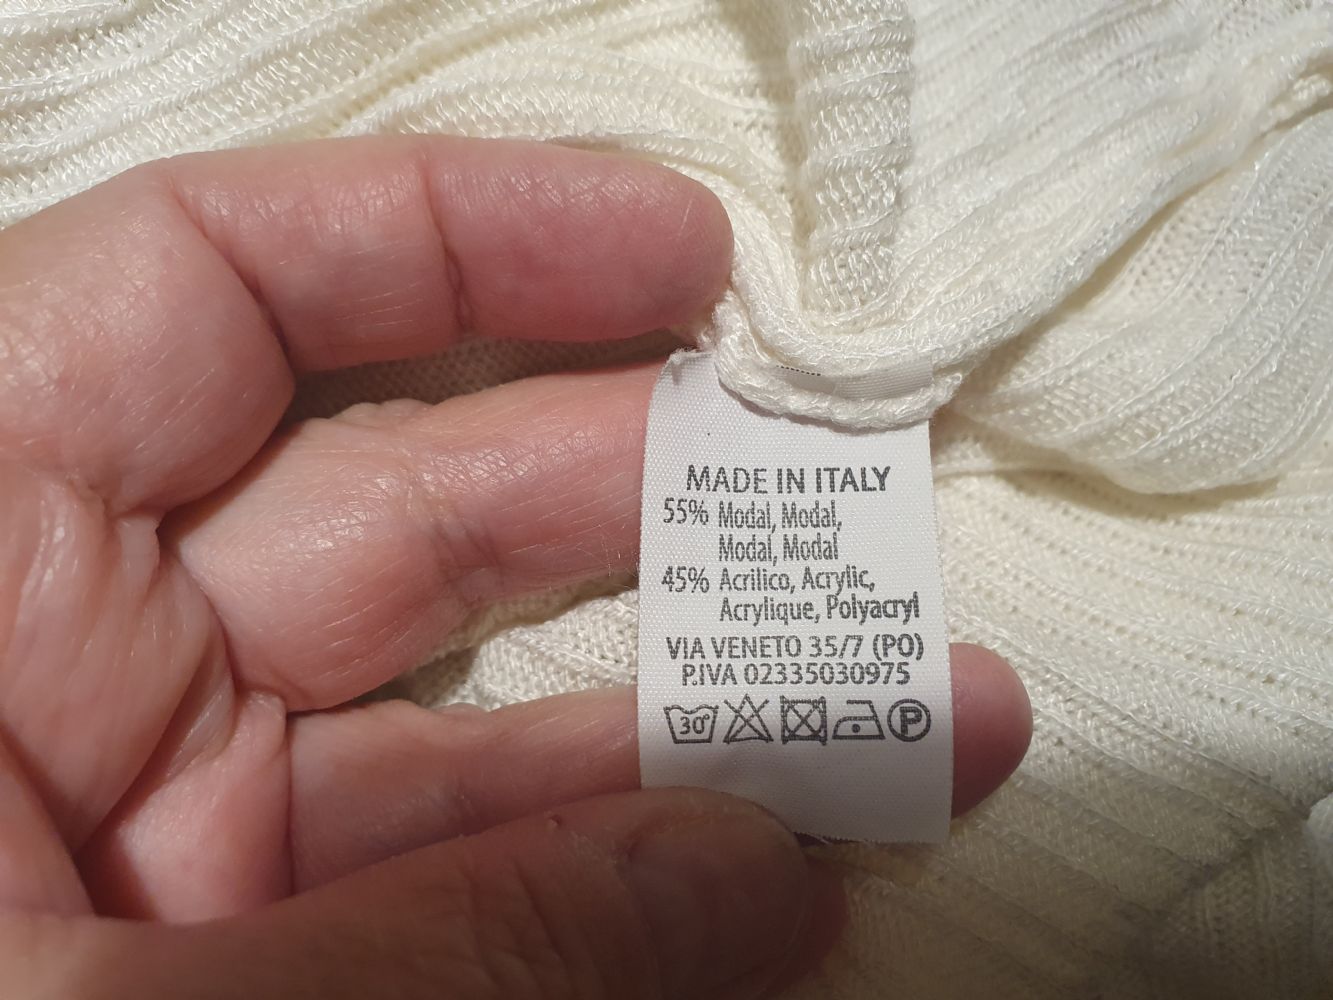 MADE IN ITALY
55% Modal, Modal,
Modal, Modal
45% Acrilico, Acrylic,
Acrylique, Polyacryl
VIA VENETO 35/7 (PO)
P.IVA 02335030975
30° P